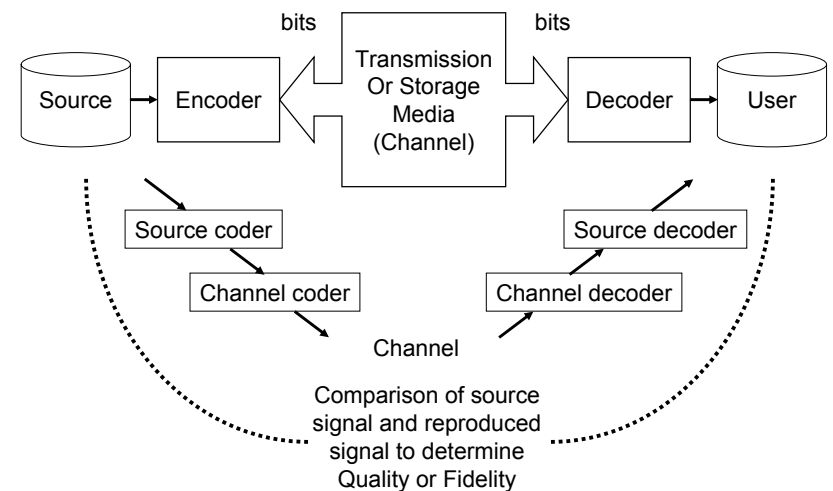 bits
bits
Source
Encoder
Transmission
Or Storage
Media
(Channel)
Decoder
User
Source coder
Source decoder
Channel coder
Channel decoder
Channel
Comparison of source
signal and reproduced
signal to determine
Quality or Fidelity